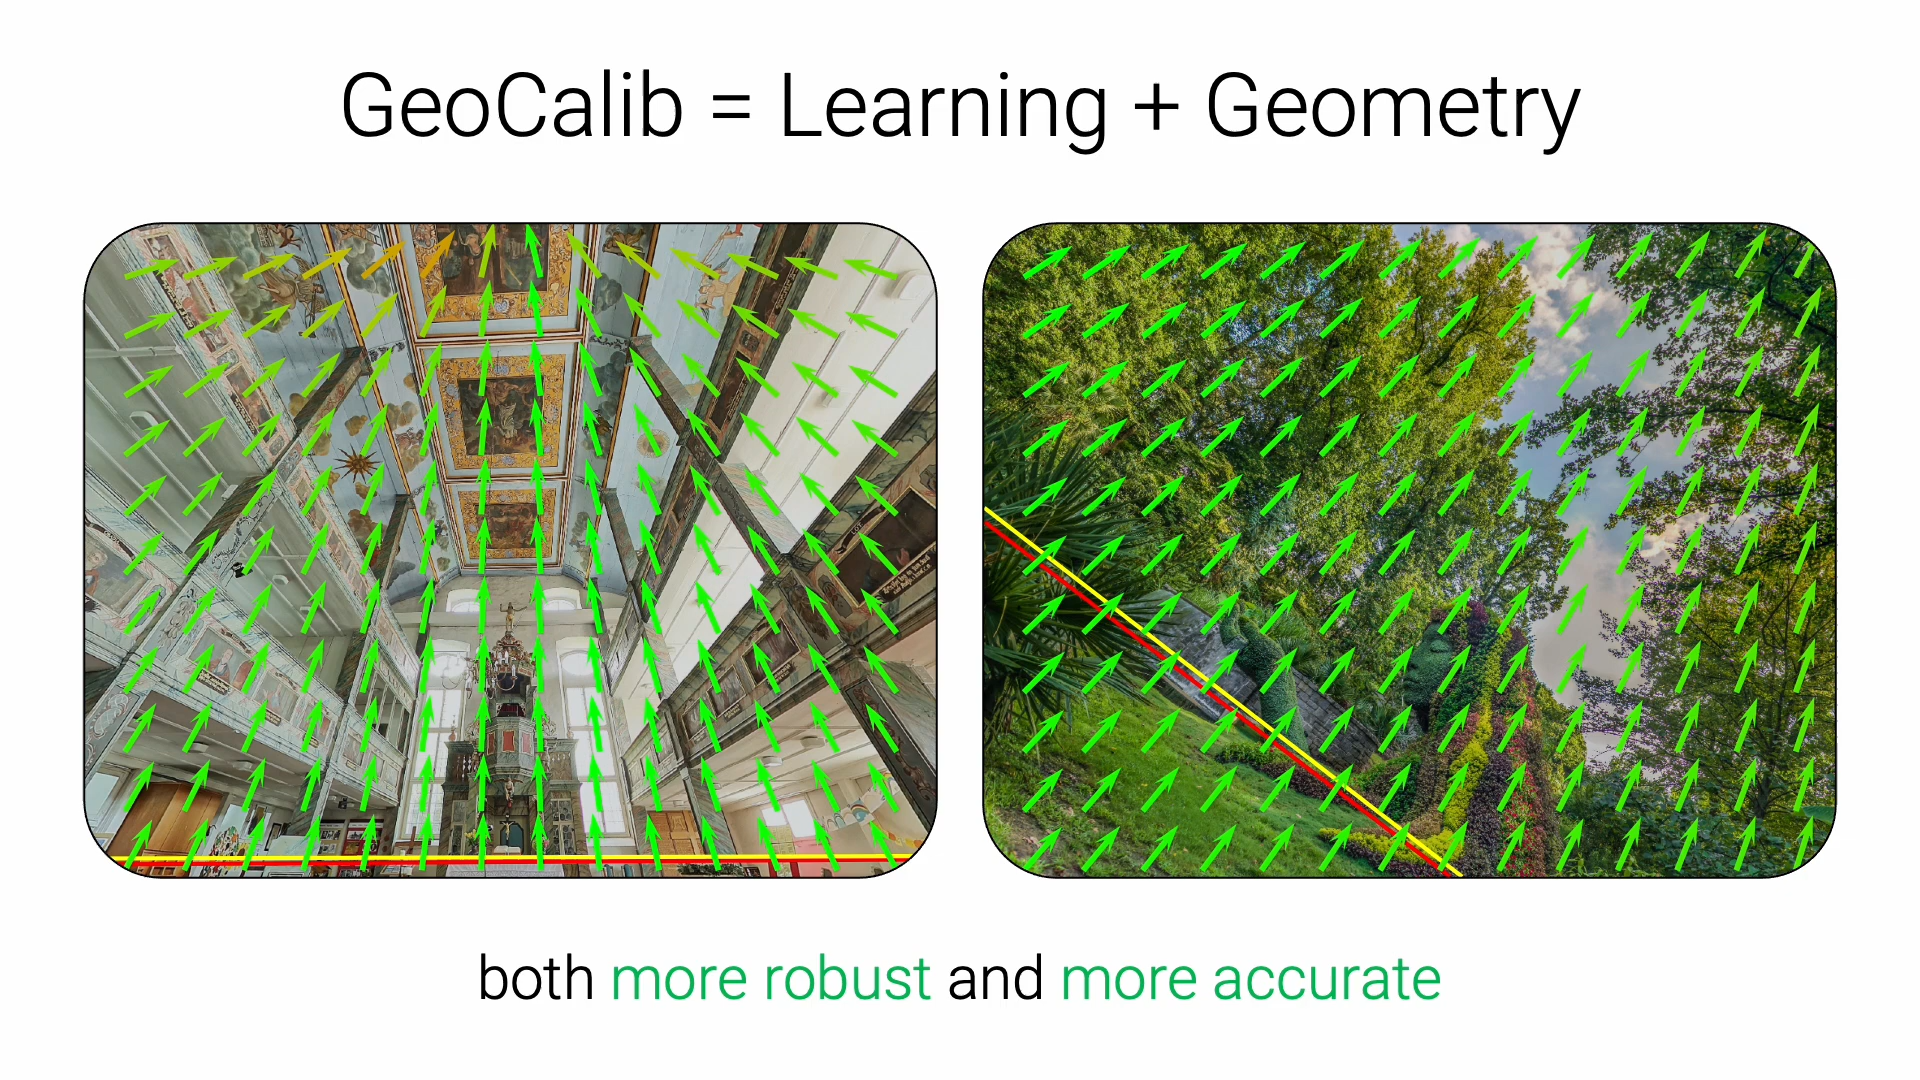 GeoCalib = Learning + Geometry
both more robust and more accurate